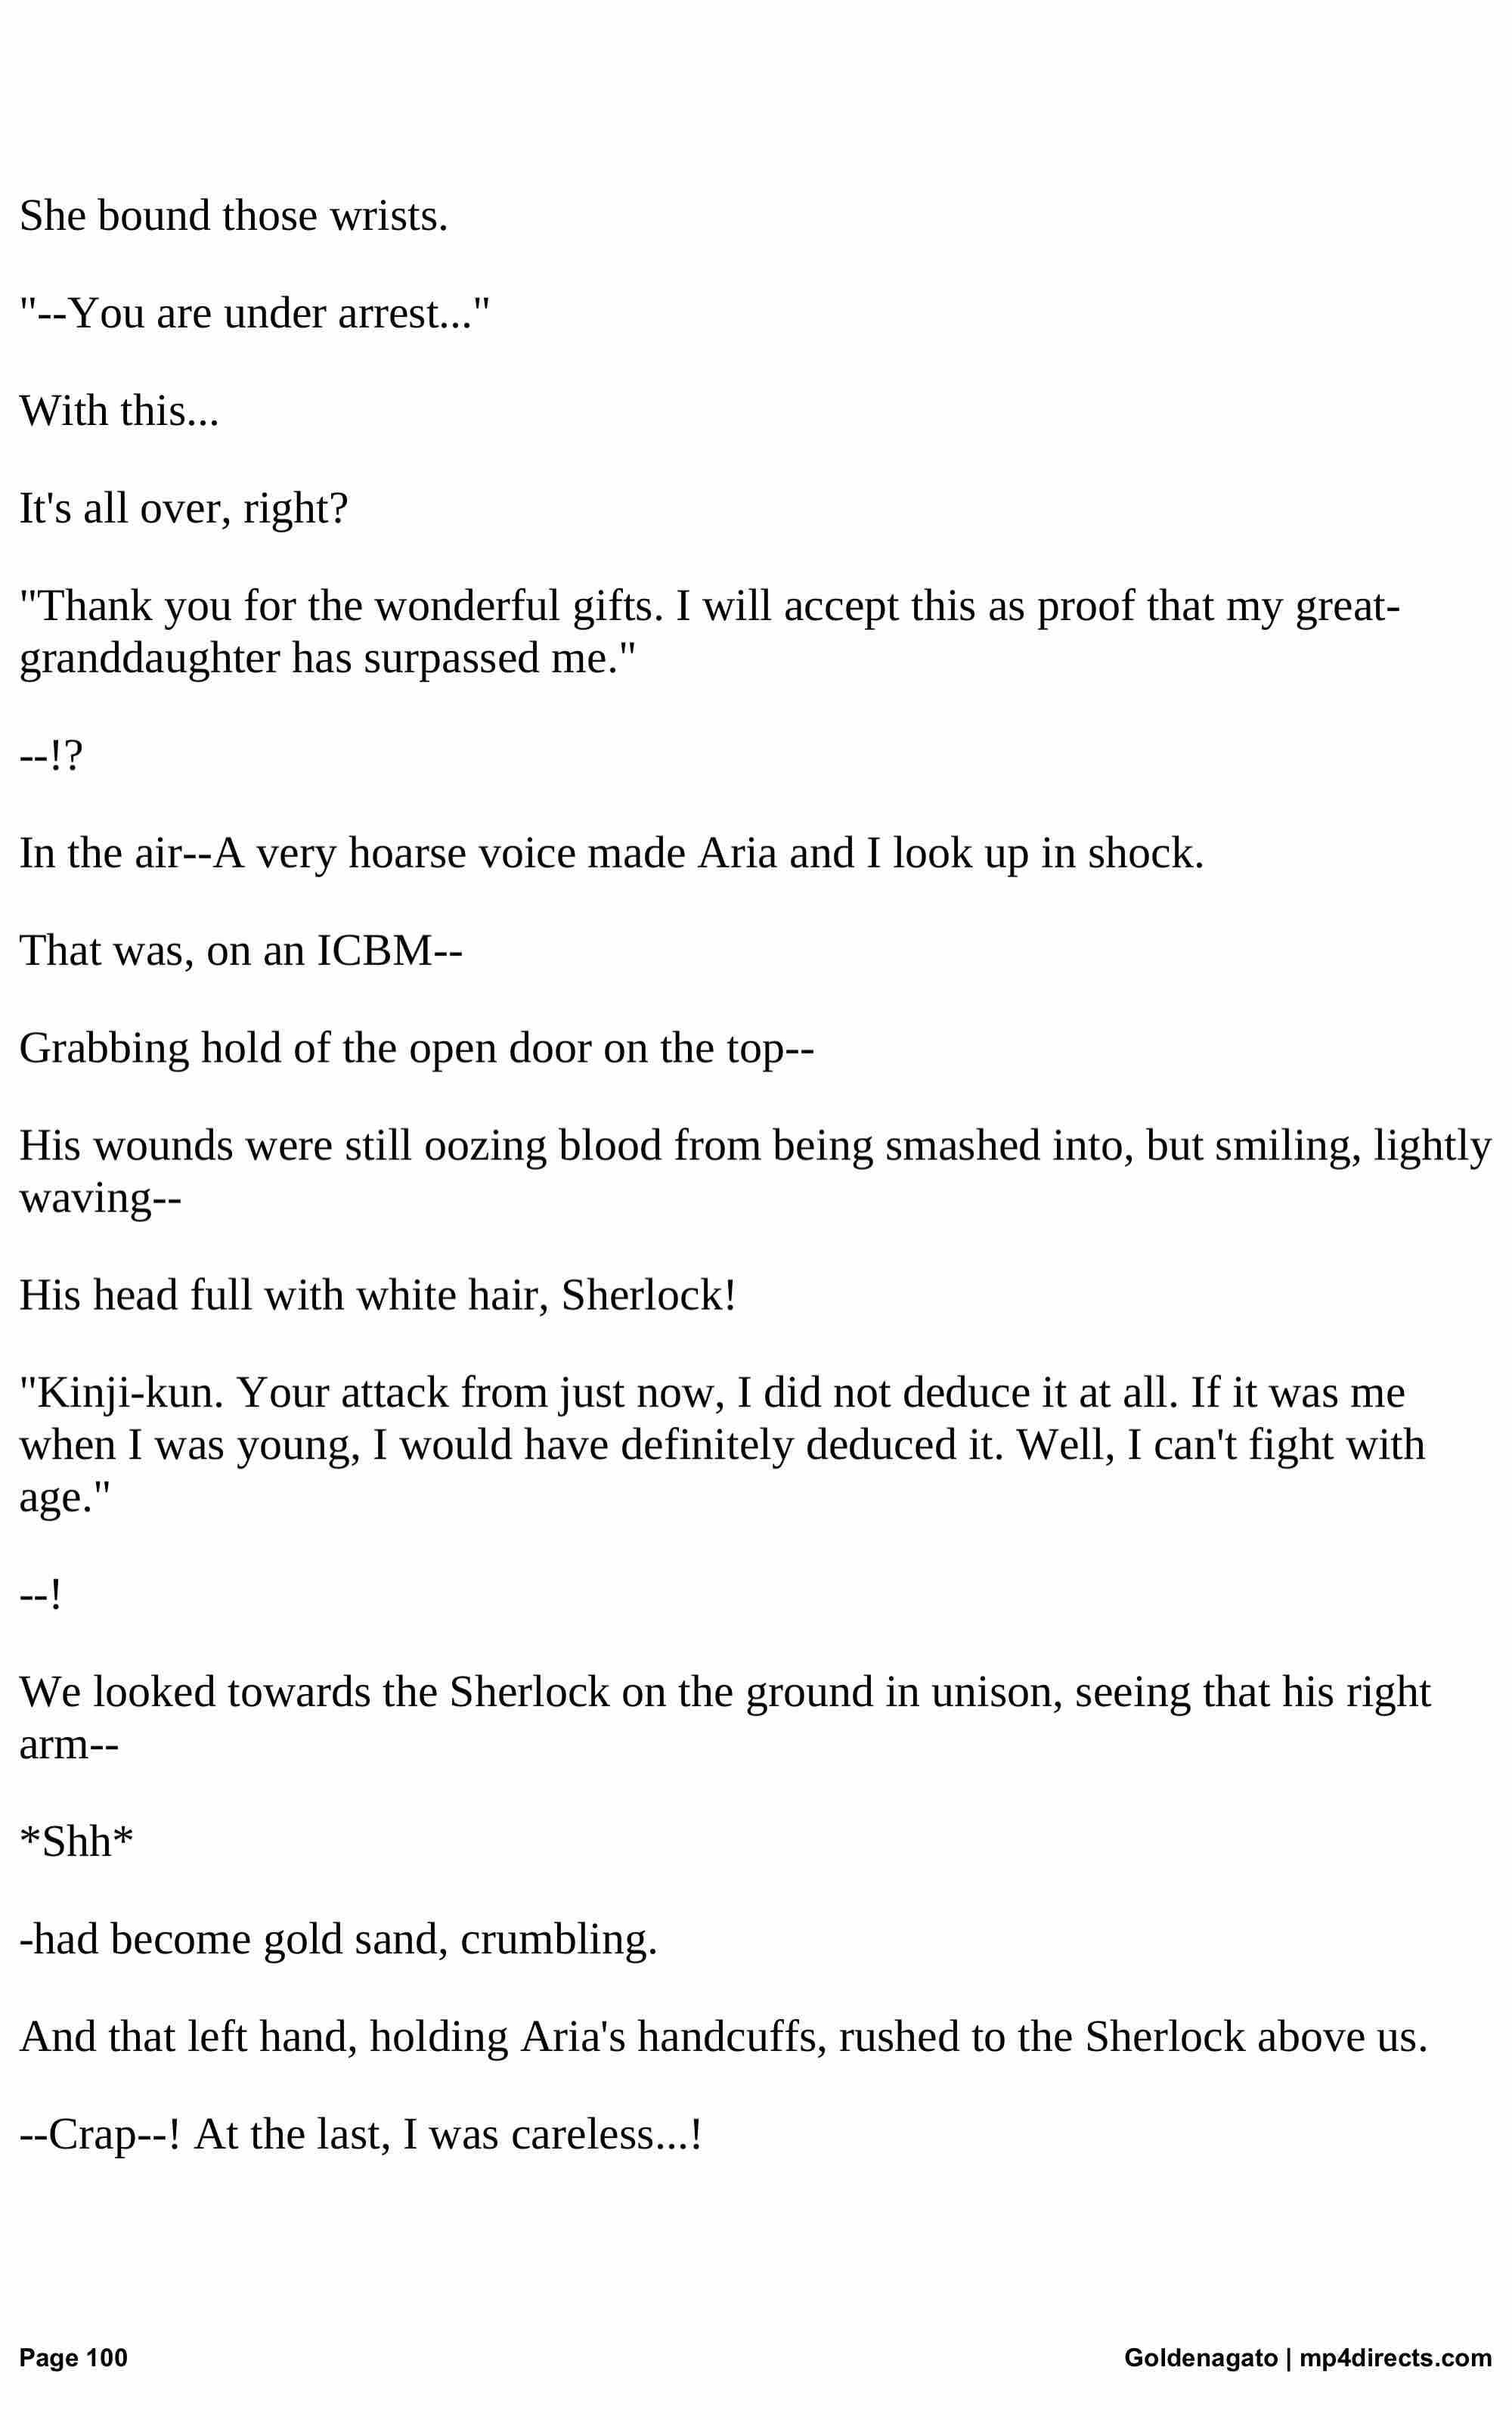 She bound those wrists.
"--You are under arrest..."
With this...
It's all over, right?
"Thank you for the wonderful gifts. I will accept this as proof that my great-
granddaughter has surpassed me."
--!?
In the air--A very hoarse voice made Aria and I look up in shock.
That was, on an ICBM--
Grabbing hold of the open door on the top--
His wounds were still oozing blood from being smashed into, but smiling, lightly
waving--
His head full with white hair, Sherlock!
"Kinji-kun. Your attack from just now, I did not deduce it at all. If it was me
when I was young, I would have definitely deduced it. Well, I can't fight with
age."
--!
We looked towards the Sherlock on the ground in unison, seeing that his right
arm--
*Shh*
-had become gold sand, crumbling.
And that left hand, holding Aria's handcuffs, rushed to the Sherlock above us.
--Crap--! At the last, I was careless...!
Page 100
Goldenagato | mp4directs.com